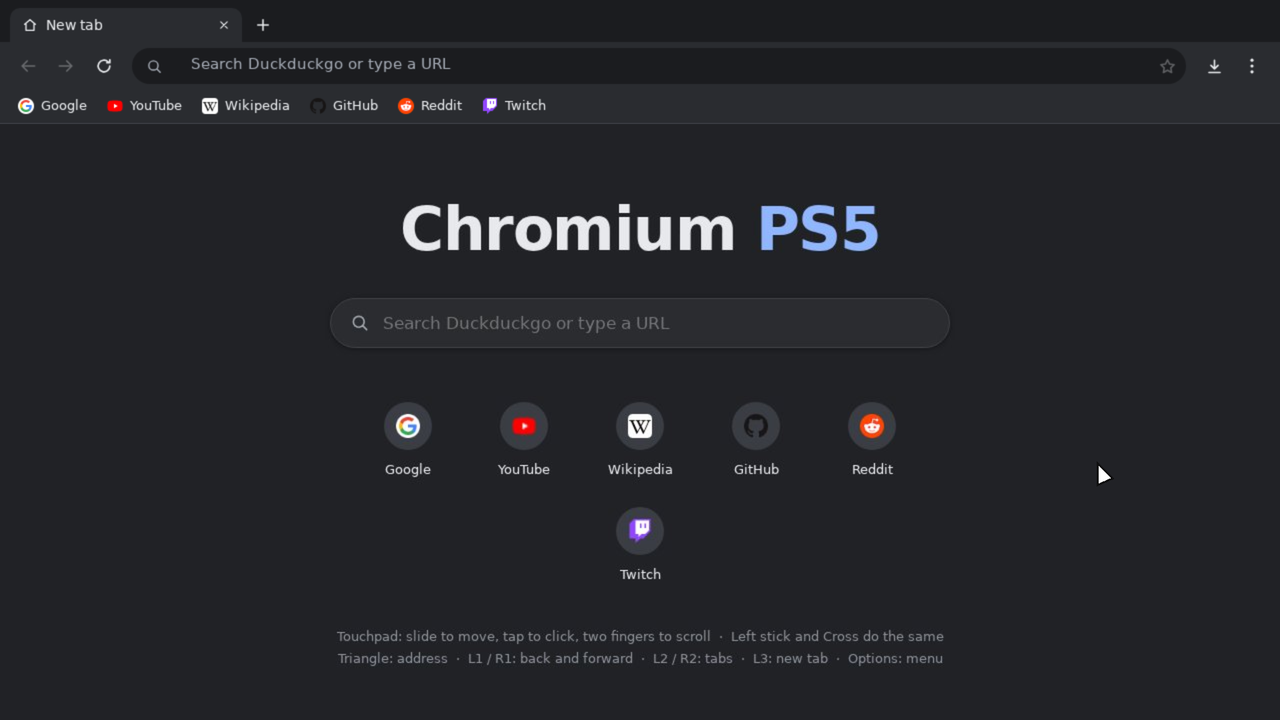 New tab
Search Duckduckgo or type a URL
Google YouTube Wikipedia GitHub Reddit Twitch
Chromium PS5
Search Duckduckgo or type a URL
Google YouTube Wikipedia GitHub Reddit
Twitch
Touchpad: slide to move, tap to click, two fingers to scroll · Left stick and Cross do the same
Triangle: address · L1 / R1: back and forward · L2 / R2: tabs · L3: new tab · Options: menu